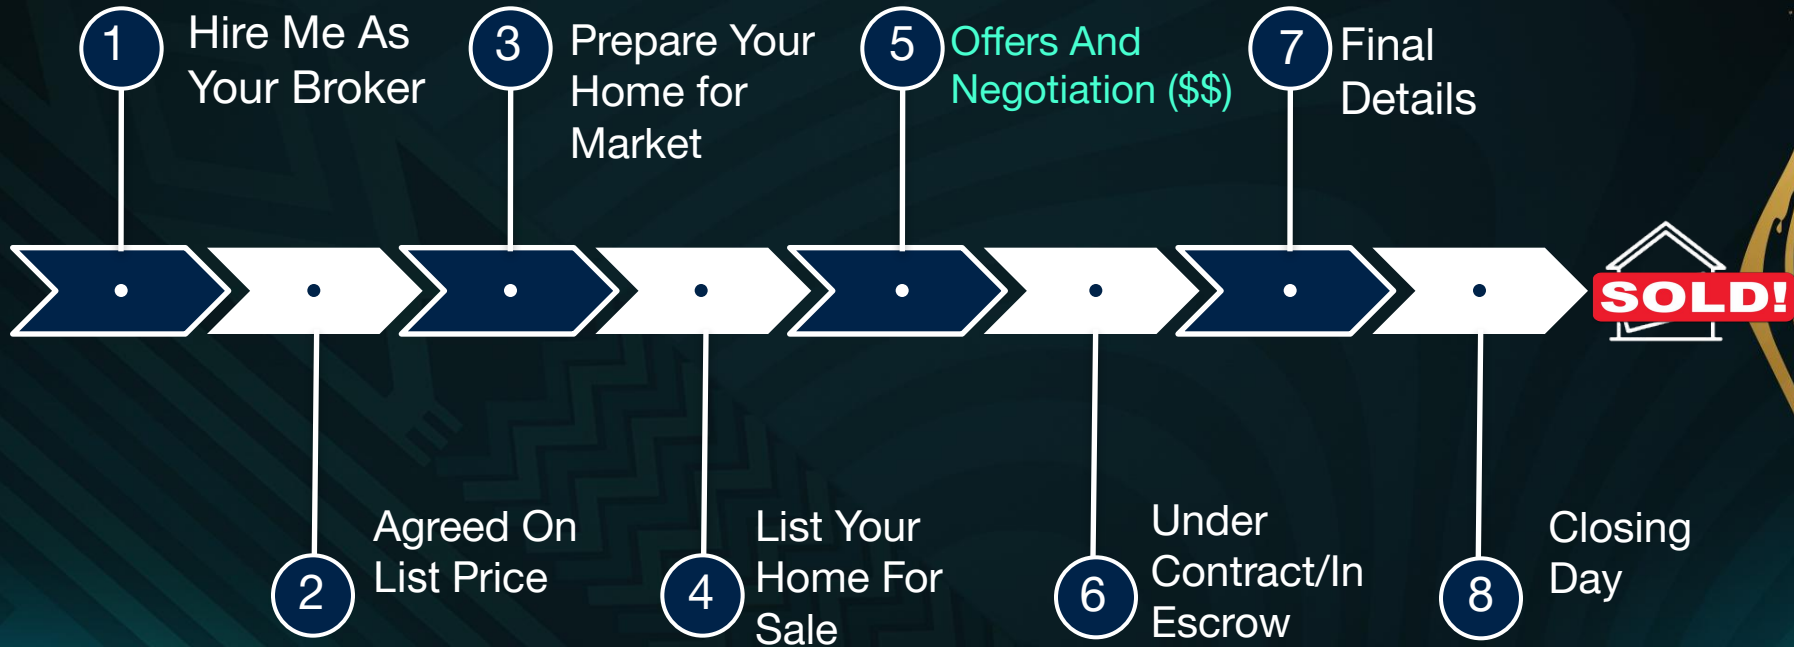 1
Hire Me As
Your Broker
3
Prepare Your
Home for
Market
5
Offers And
Negotiation ($$)
7
Final
Details
SOLD!
2
Agreed On
List Price
4
List Your
Home For
Sale
6
Under
Contract/In
Escrow
8
Closing
Day